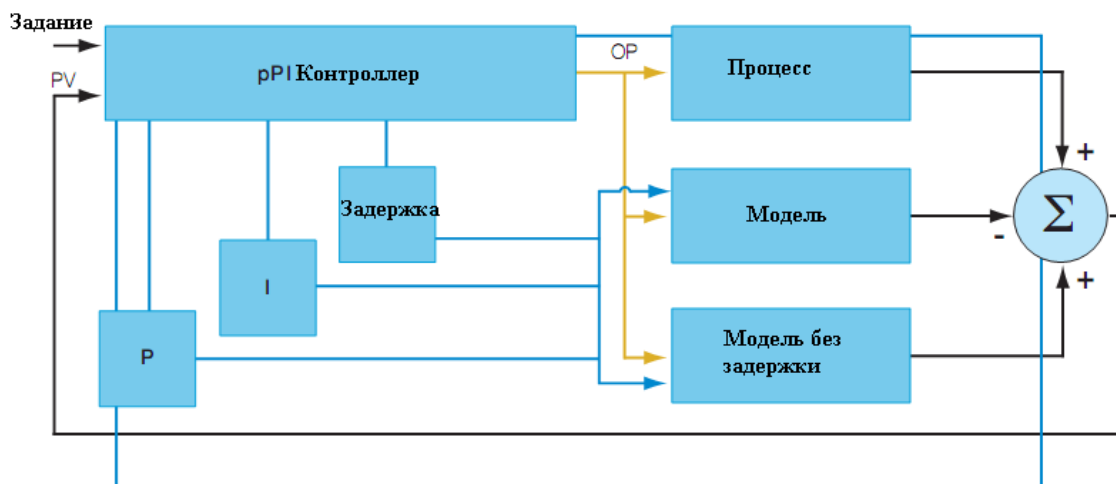 Задание
pPI Контроллер
OP
Процесс
PV
+
Задержка
Модель
Σ
-
+
I
P
Модель без
задержки